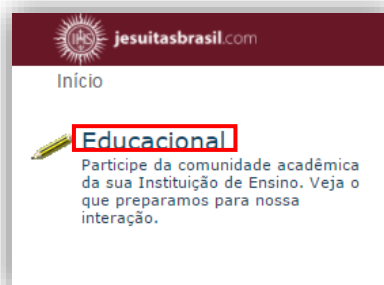 IHS jesuitasbrasil.com
Início
Educacional
Participe da comunidade acadêmica
da sua Instituição de Ensino. Veja o
que preparamos para nossa
interação.